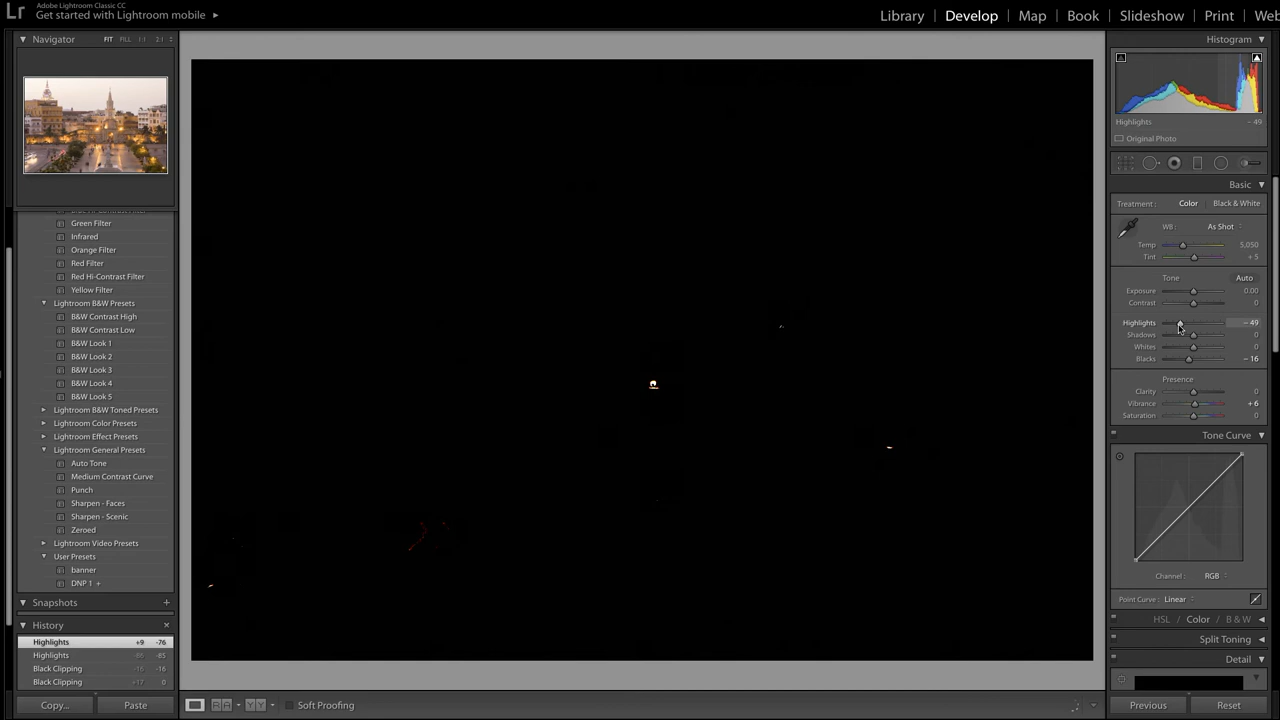 Lr
Adobe Lightroom Classic CC
Get started with Lightroom mobile ▸
Library | Develop | Map | Book | Slideshow | Print | Web
Navigator FIT FILL 1:1 2:1
Green Filter
Infrared
Orange Filter
Red Filter
Red Hi-Contrast Filter
Yellow Filter
Lightroom B&W Presets
B&W Contrast High
B&W Contrast Low
B&W Look 1
B&W Look 2
B&W Look 3
B&W Look 4
B&W Look 5
Lightroom B&W Toned Presets
Lightroom Color Presets
Lightroom Effect Presets
Lightroom General Presets
Auto Tone
Medium Contrast Curve
Punch
Sharpen - Faces
Sharpen - Scenic
Zeroed
Lightroom Video Presets
User Presets
banner
DNP 1 +
Snapshots +
History ×
Highlights +9 -76
Highlights -85
Black Clipping -16 -16
Black Clipping +17 0
Copy... Paste
Soft Proofing
Histogram
Highlights - 49
Original Photo
Basic
Treatment : Color Black & White
WB : As Shot
Temp 5,050
Tint + 5
Tone Auto
Exposure 0.00
Contrast 0
Highlights - 49
Shadows 0
Whites 0
Blacks - 16
Presence
Clarity 0
Vibrance + 6
Saturation 0
Tone Curve
Channel : RGB
Point Curve : Linear
HSL / Color / B & W
Split Toning
Detail
Previous Reset